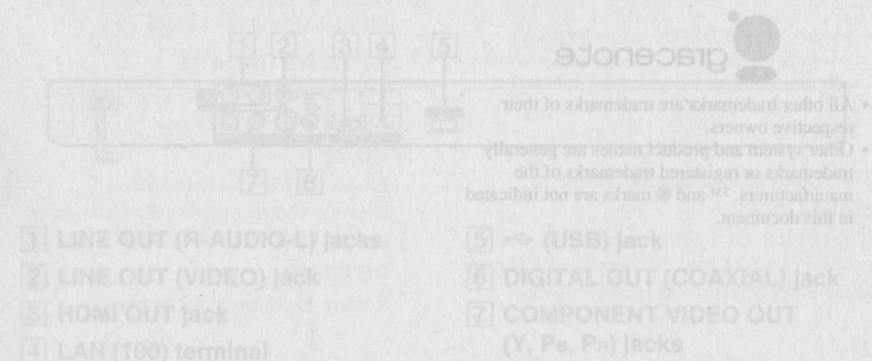 gracenote
• All other trademarks are trademarks of their
respective owners.
• Other system and product names are generally
trademarks or registered trademarks of the
manufacturers. ™ and ® marks are not indicated
in this document.
1 2 3 4 5
7 6
1 LINE OUT (R-AUDIO-L) jacks
2 LINE OUT (VIDEO) jack
3 HDMI OUT jack
4 LAN (100) terminal
5 (USB) jack
6 DIGITAL OUT (COAXIAL) jack
7 COMPONENT VIDEO OUT
(Y, PB, PR) jacks